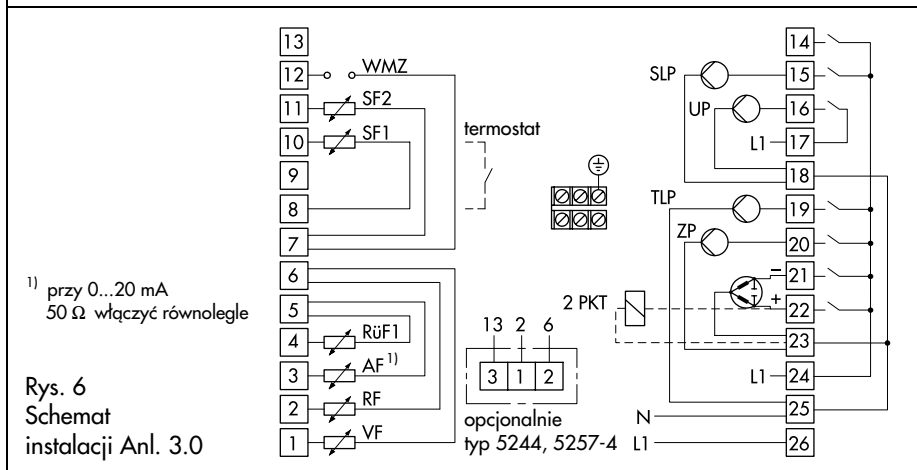 13
12 WMZ
11 SF2
10 SF1
9
8
7
6
5
4 RüF1
3 AF 1)
2 RF
1 VF
1) przy 0...20 mA
50 Ω włączyć równolegle
Rys. 6
Schemat
instalacji Anl. 3.0
termostat
13 2 6
3 1 2
opcjonalnie
typ 5244, 5257-4
14
SLP 15
UP 16
L1 17
18
TLP 19
ZP 20
− 21
2 PKT + 22
23
L1 24
N 25
L1 26